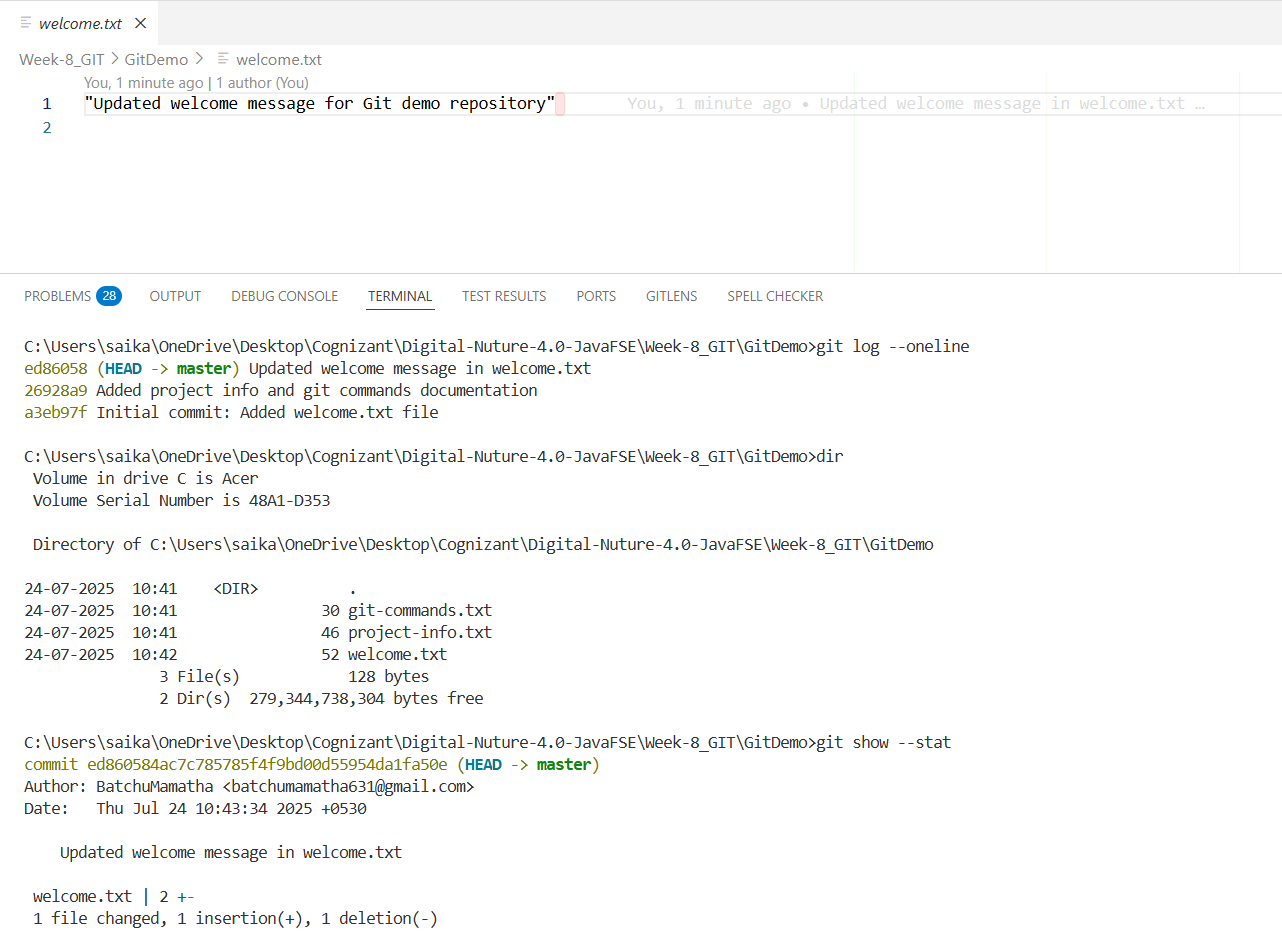 welcome.txt
Week-8_GIT > GitDemo > welcome.txt
You, 1 minute ago | 1 author (You)
1 "Updated welcome message for Git demo repository" You, 1 minute ago • Updated welcome message in welcome.txt …
2
PROBLEMS 28 OUTPUT DEBUG CONSOLE TERMINAL TEST RESULTS PORTS GITLENS SPELL CHECKER
C:\Users\saika\OneDrive\Desktop\Cognizant\Digital-Nuture-4.0-JavaFSE\Week-8_GIT\GitDemo>git log --oneline
ed86058 (HEAD -> master) Updated welcome message in welcome.txt
26928a9 Added project info and git commands documentation
a3eb97f Initial commit: Added welcome.txt file
C:\Users\saika\OneDrive\Desktop\Cognizant\Digital-Nuture-4.0-JavaFSE\Week-8_GIT\GitDemo>dir
Volume in drive C is Acer
Volume Serial Number is 48A1-D353
Directory of C:\Users\saika\OneDrive\Desktop\Cognizant\Digital-Nuture-4.0-JavaFSE\Week-8_GIT\GitDemo
24-07-2025 10:41 <DIR> .
24-07-2025 10:41 30 git-commands.txt
24-07-2025 10:41 46 project-info.txt
24-07-2025 10:42 52 welcome.txt
3 File(s) 128 bytes
2 Dir(s) 279,344,738,304 bytes free
C:\Users\saika\OneDrive\Desktop\Cognizant\Digital-Nuture-4.0-JavaFSE\Week-8_GIT\GitDemo>git show --stat
commit ed860584ac7c785785f4f9bd00d55954da1fa50e (HEAD -> master)
Author: BatchuMamatha <batchumamatha631@gmail.com>
Date: Thu Jul 24 10:43:34 2025 +0530
Updated welcome message in welcome.txt
welcome.txt | 2 +-
1 file changed, 1 insertion(+), 1 deletion(-)